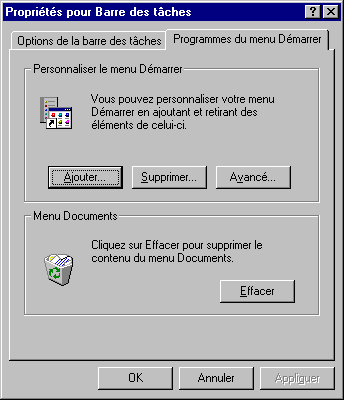 Propriétés pour Barre des tâches
Options de la barre des tâches
Programmes du menu Démarrer
Personnaliser le menu Démarrer
Vous pouvez personnaliser votre menu
Démarrer en ajoutant et retirant des
éléments de celui-ci.
Ajouter...
Supprimer...
Avancé...
Menu Documents
Cliquez sur Effacer pour supprimer le
contenu du menu Documents.
Effacer
OK
Annuler
Appliquer